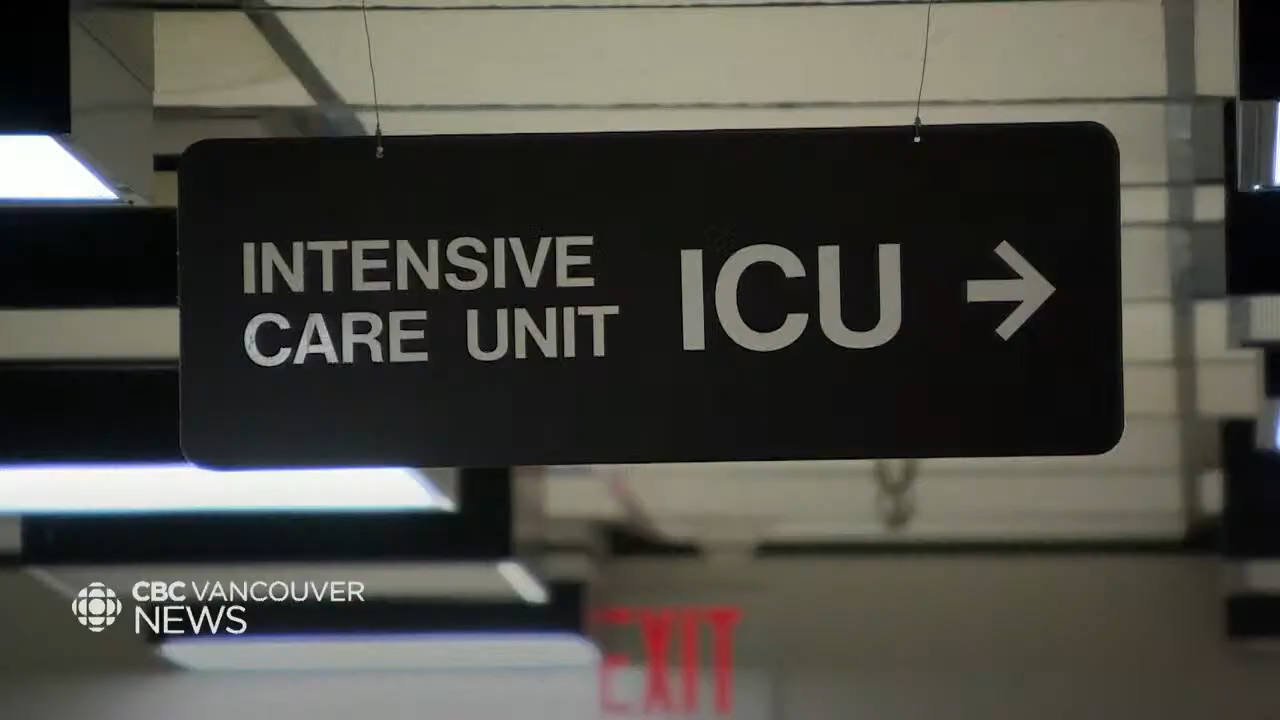 INTENSIVE
CARE UNIT
ICU →
CBC VANCOUVER
NEWS
EXIT